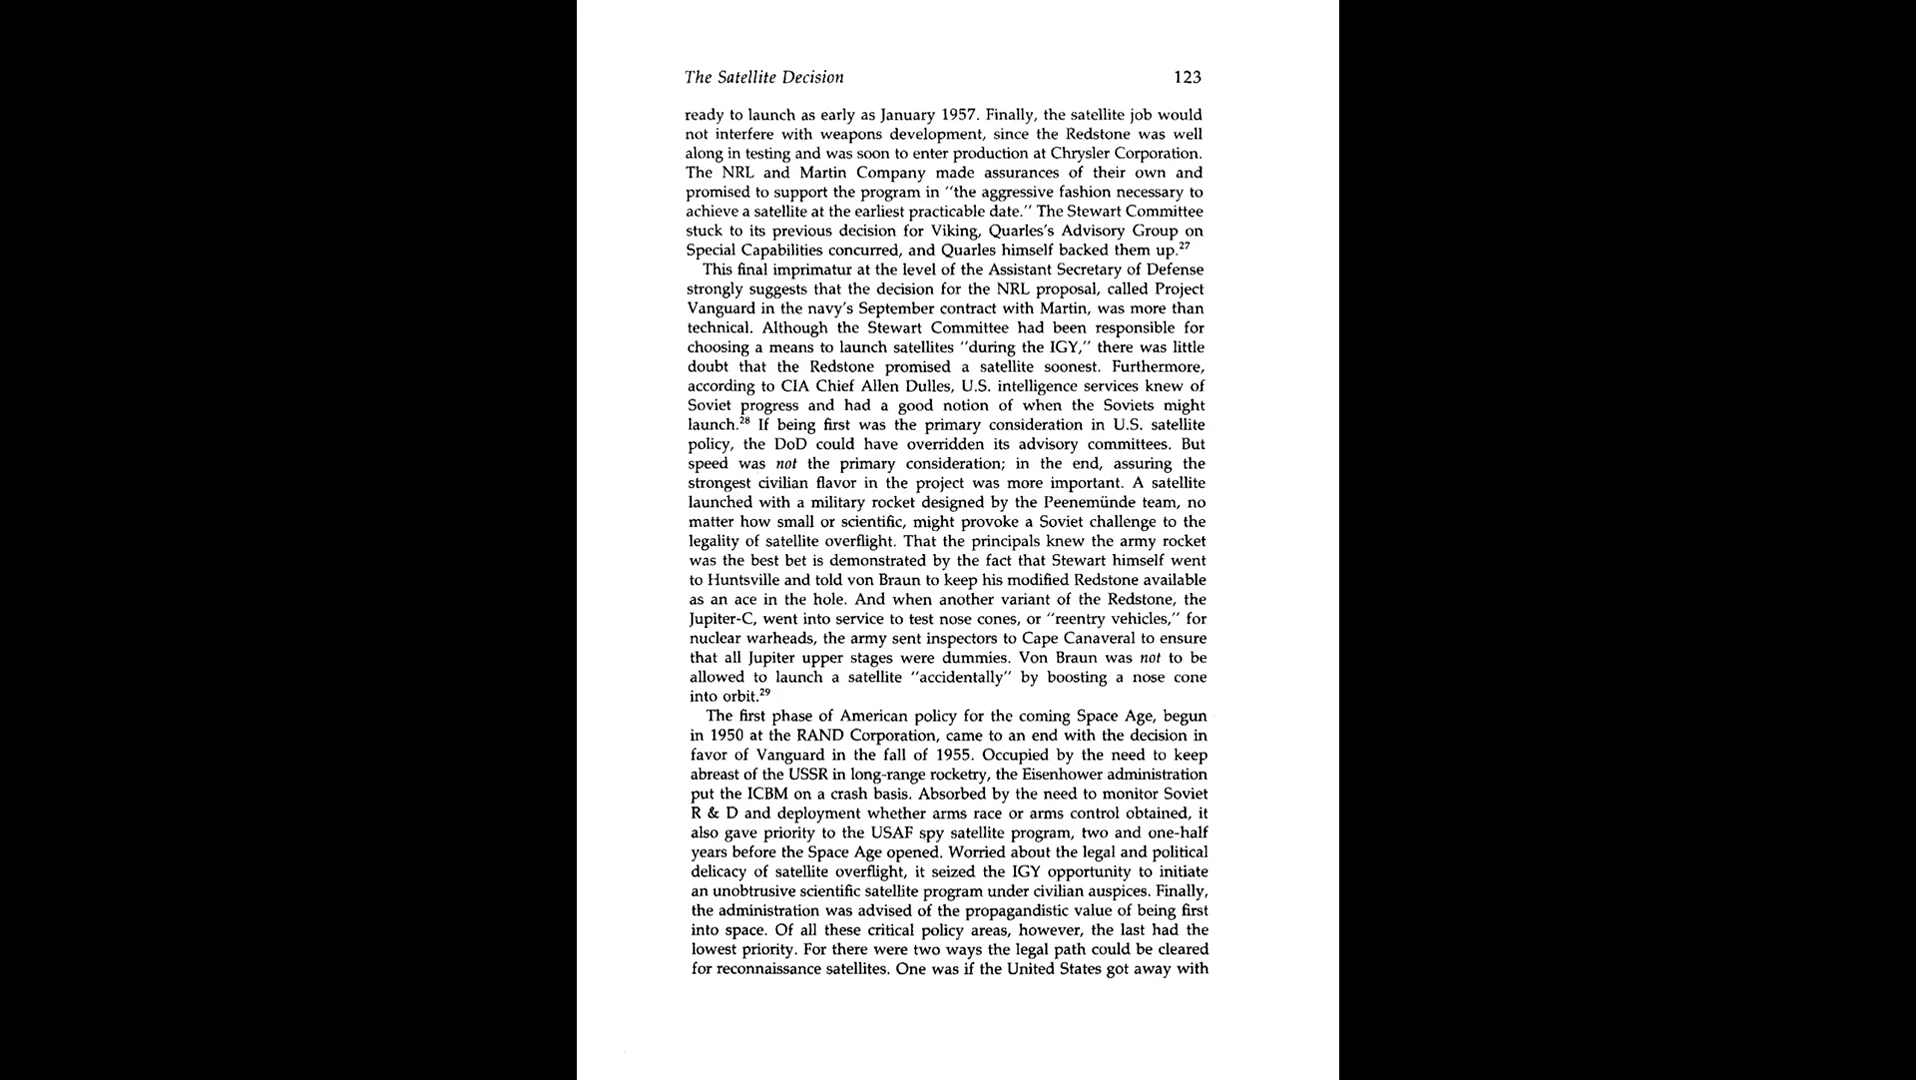 The Satellite Decision 123
ready to launch as early as January 1957. Finally, the satellite job would
not interfere with weapons development, since the Redstone was well
along in testing and was soon to enter production at Chrysler Corporation.
The NRL and Martin Company made assurances of their own and
promised to support the program in “the aggressive fashion necessary to
achieve a satellite at the earliest practicable date.” The Stewart Committee
stuck to its previous decision for Viking, Quarles's Advisory Group on
Special Capabilities concurred, and Quarles himself backed them up.27
This final imprimatur at the level of the Assistant Secretary of Defense
strongly suggests that the decision for the NRL proposal, called Project
Vanguard in the navy's September contract with Martin, was more than
technical. Although the Stewart Committee had been responsible for
choosing a means to launch satellites “during the IGY,” there was little
doubt that the Redstone promised a satellite soonest. Furthermore,
according to CIA Chief Allen Dulles, U.S. intelligence services knew of
Soviet progress and had a good notion of when the Soviets might
launch.28 If being first was the primary consideration in U.S. satellite
policy, the DoD could have overridden its advisory committees. But
speed was not the primary consideration; in the end, assuring the
strongest civilian flavor in the project was more important. A satellite
launched with a military rocket designed by the Peenemünde team, no
matter how small or scientific, might provoke a Soviet challenge to the
legality of satellite overflight. That the principals knew the army rocket
was the best bet is demonstrated by the fact that Stewart himself went
to Huntsville and told von Braun to keep his modified Redstone available
as an ace in the hole. And when another variant of the Redstone, the
Jupiter-C, went into service to test nose cones, or “reentry vehicles,” for
nuclear warheads, the army sent inspectors to Cape Canaveral to ensure
that all Jupiter upper stages were dummies. Von Braun was not to be
allowed to launch a satellite “accidentally” by boosting a nose cone
into orbit.29
The first phase of American policy for the coming Space Age, begun
in 1950 at the RAND Corporation, came to an end with the decision in
favor of Vanguard in the fall of 1955. Occupied by the need to keep
abreast of the USSR in long-range rocketry, the Eisenhower administration
put the ICBM on a crash basis. Absorbed by the need to monitor Soviet
R & D and deployment whether arms race or arms control obtained, it
also gave priority to the USAF spy satellite program, two and one-half
years before the Space Age opened. Worried about the legal and political
delicacy of satellite overflight, it seized the IGY opportunity to initiate
an unobtrusive scientific satellite program under civilian auspices. Finally,
the administration was advised of the propagandistic value of being first
into space. Of all these critical policy areas, however, the last had the
lowest priority. For there were two ways the legal path could be cleared
for reconnaissance satellites. One was if the United States got away with